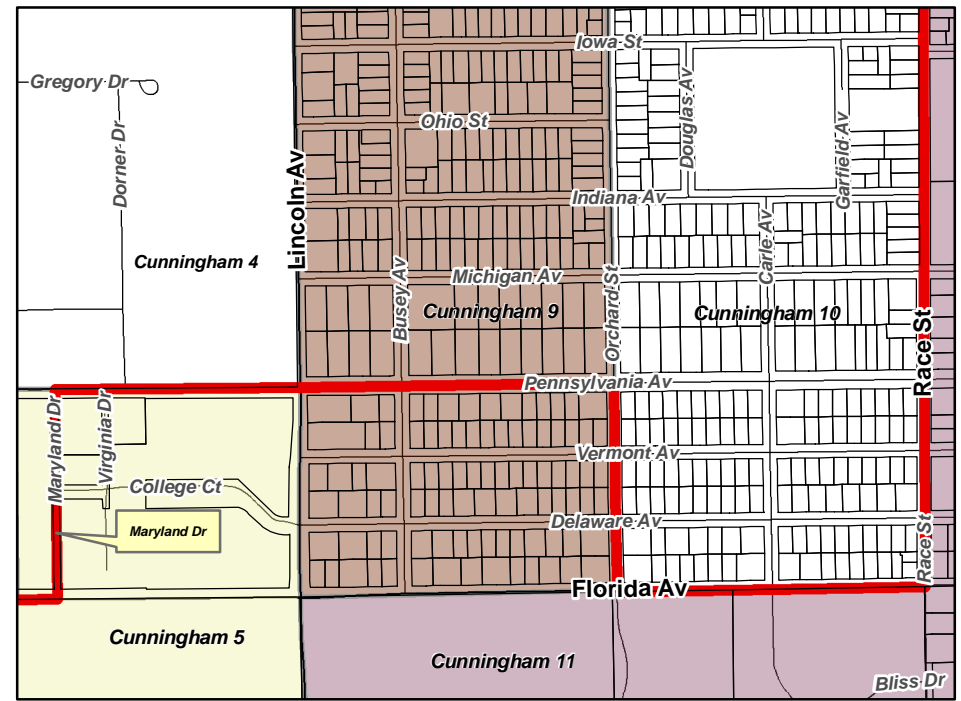 Iowa St
Gregory Dr
Dorner Dr
Lincoln Av
Ohio St
Douglas Av
Garfield Av
Indiana Av
Cunningham 4
Busey Av
Michigan Av
Cunningham 9
Orchard St
Carle Av
Cunningham 10
Race St
Pennsylvania Av
Maryland Dr
Virginia Dr
College Ct
Vermont Av
Maryland Dr
Delaware Av
Race St
Florida Av
Cunningham 5
Cunningham 11
Bliss Dr